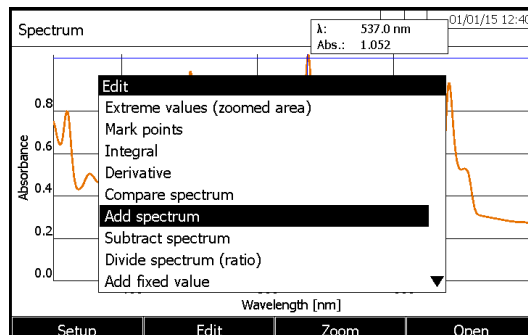 Spectrum
λ: 537.0 nm
Abs.: 1.052
01/01/15 12:40
Edit
Extreme values (zoomed area)
Mark points
Integral
Derivative
Compare spectrum
Add spectrum
Subtract spectrum
Divide spectrum (ratio)
Add fixed value
Absorbance
0.8
0.6
0.4
0.2
0.0
Wavelength [nm]
Setup Edit Zoom Open